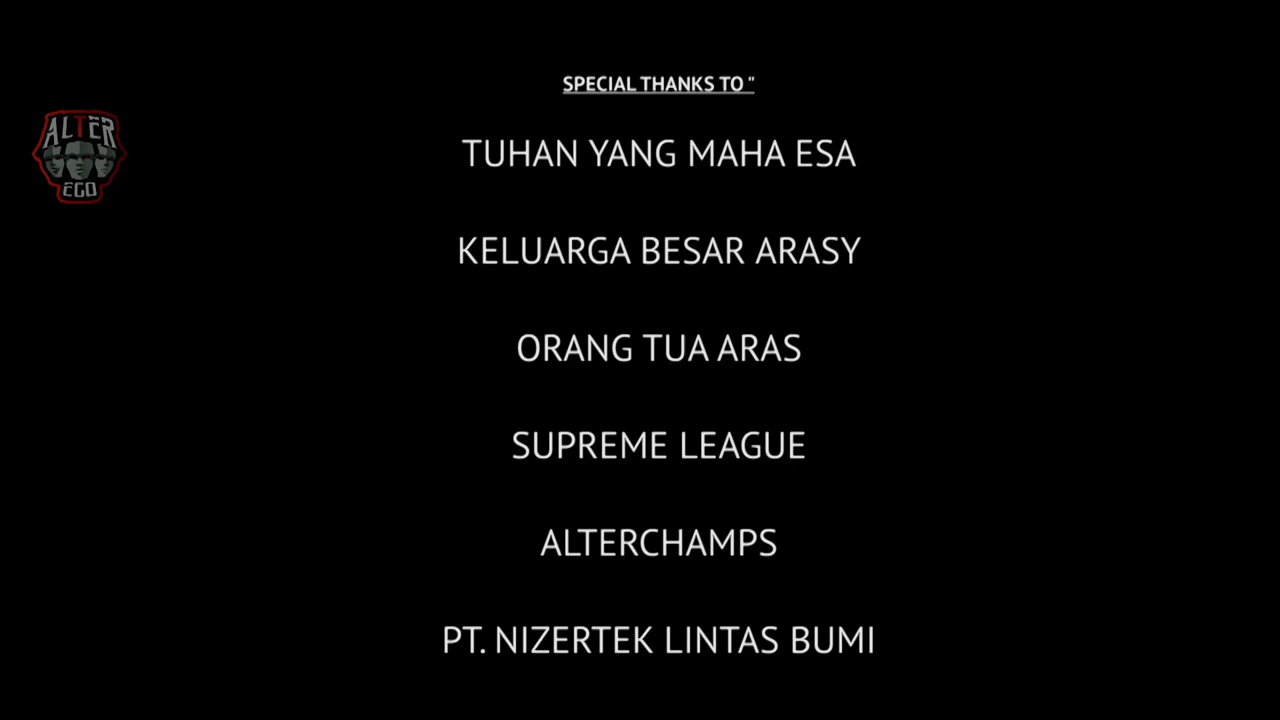 SPECIAL THANKS TO "
ALTER
EGO
TUHAN YANG MAHA ESA
KELUARGA BESAR ARASY
ORANG TUA ARAS
SUPREME LEAGUE
ALTERCHAMPS
PT. NIZERTEK LINTAS BUMI